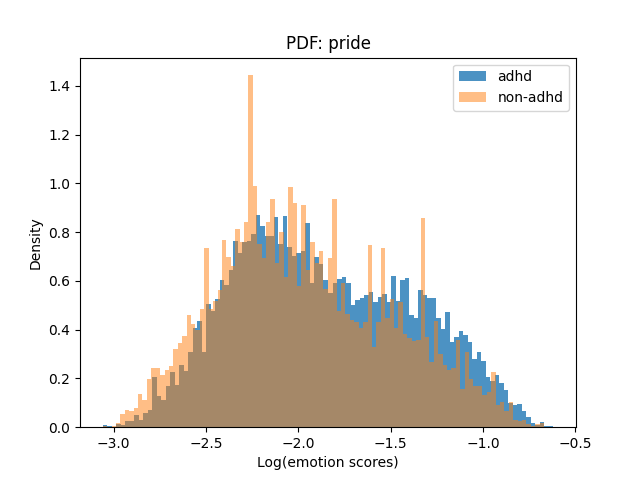 PDF: pride
adhd
non-adhd
Density
1.4
1.2
1.0
0.8
0.6
0.4
0.2
0.0
−3.0 −2.5 −2.0 −1.5 −1.0 −0.5
Log(emotion scores)